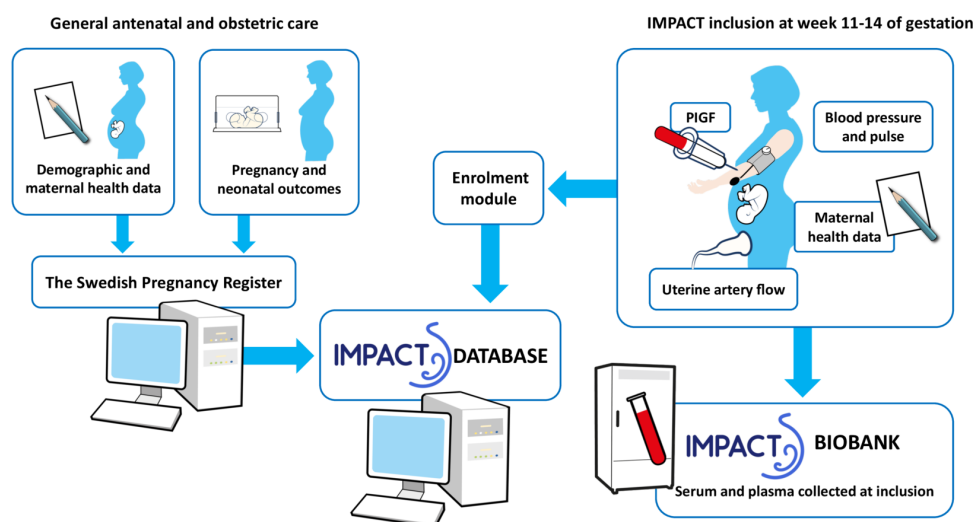 General antenatal and obstetric care
Demographic and
maternal health data
Pregnancy and
neonatal outcomes
The Swedish Pregnancy Register
IMPACT DATABASE
Enrolment
module
IMPACT inclusion at week 11-14 of gestation
PIGF
Blood pressure
and pulse
Maternal
health data
Uterine artery flow
IMPACT BIOBANK
Serum and plasma collected at inclusion